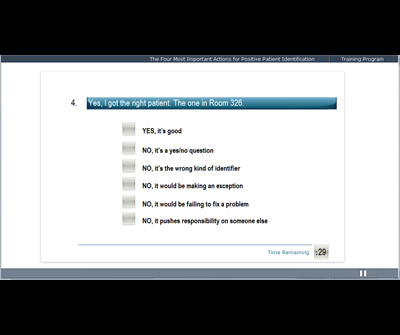 The Four Most Important Actions for Positive Patient Identification Training Program
4. Yes, I got the right patient. The one in Room 326.
YES, it's good
NO, it's a yes/no question
NO, it's the wrong kind of identifier
NO, it would be making an exception
NO, it would be failing to fix a problem
NO, it pushes responsibility on someone else
Time Remaining :29